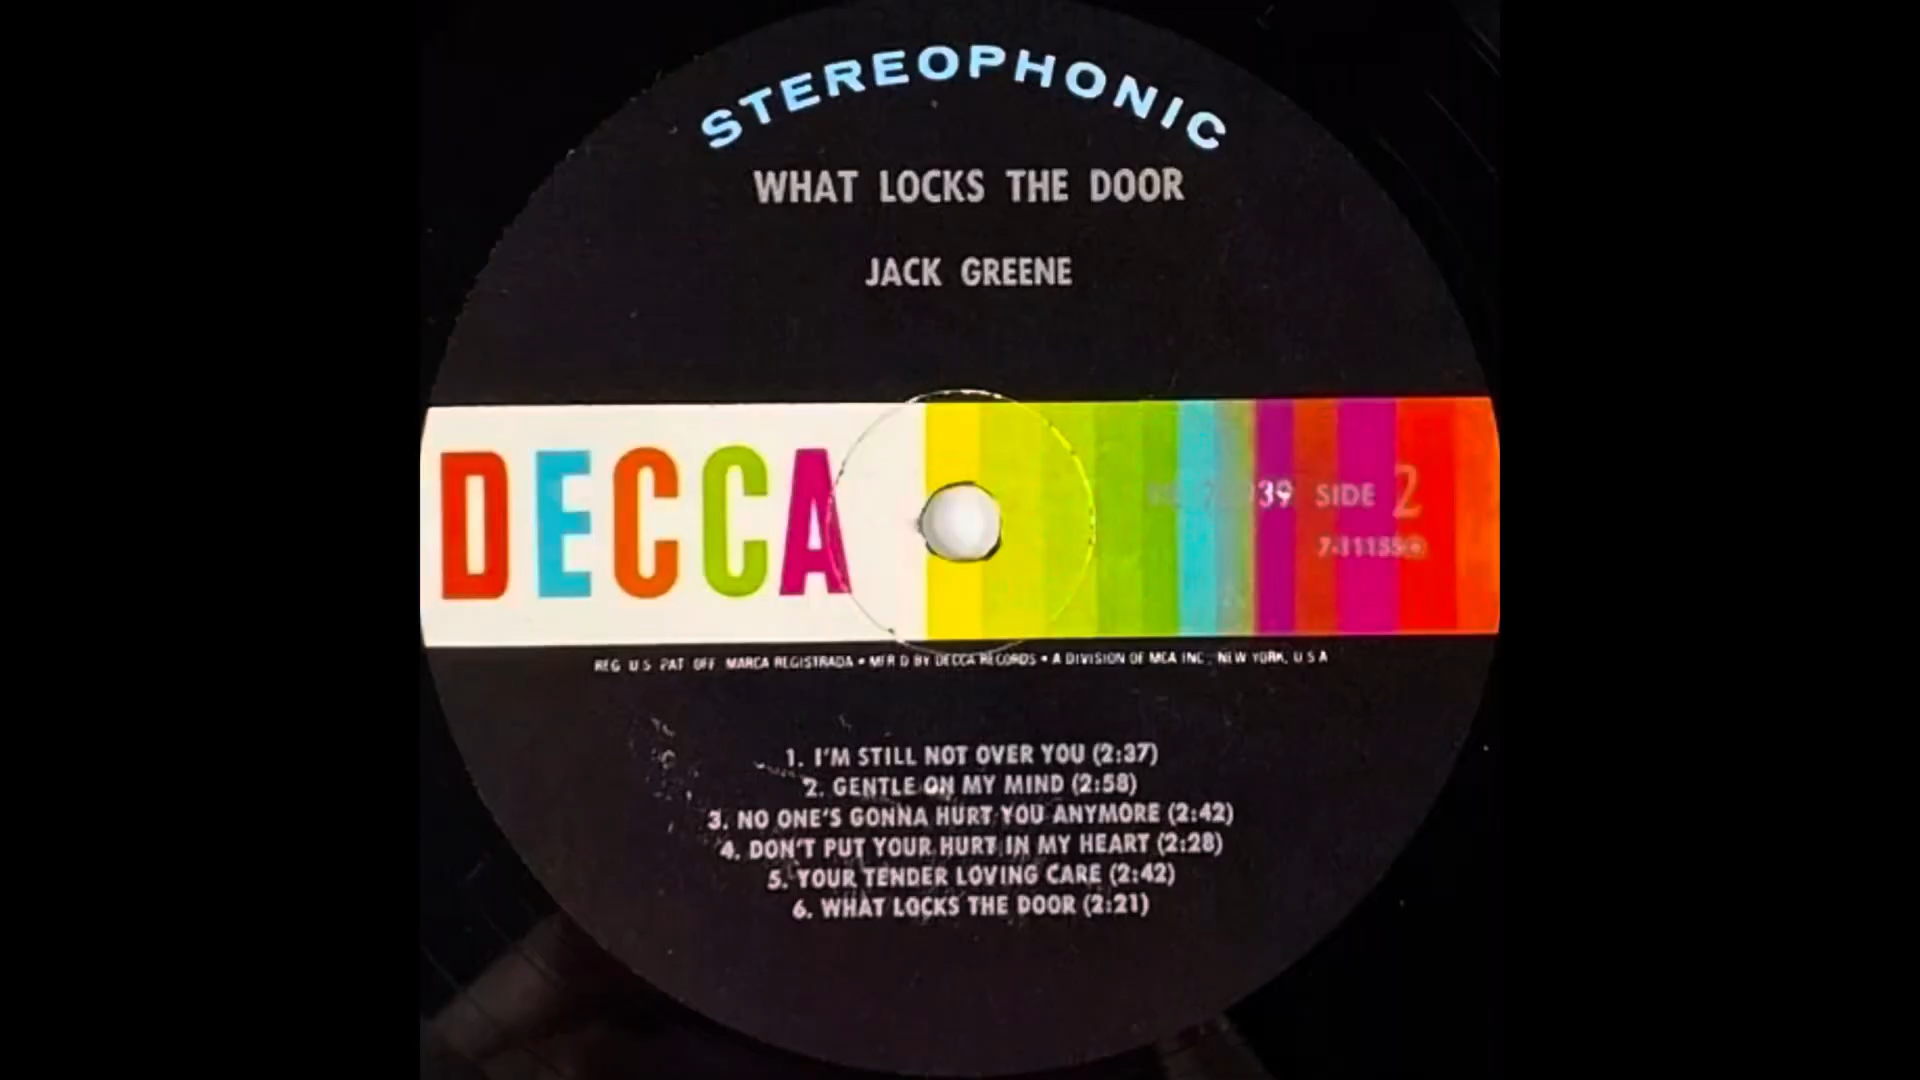 STEREOPHONIC
WHAT LOCKS THE DOOR
JACK GREENE
DECCA
39 SIDE 2
7-11155
REG. U.S. PAT. OFF. MARCA REGISTRADA • MFR'D BY DECCA RECORDS • A DIVISION OF MCA INC., NEW YORK, U.S.A
1. I'M STILL NOT OVER YOU (2:37)
2. GENTLE ON MY MIND (2:58)
3. NO ONE'S GONNA HURT YOU ANYMORE (2:42)
4. DON'T PUT YOUR HURT IN MY HEART (2:28)
5. YOUR TENDER LOVING CARE (2:42)
6. WHAT LOCKS THE DOOR (2:21)